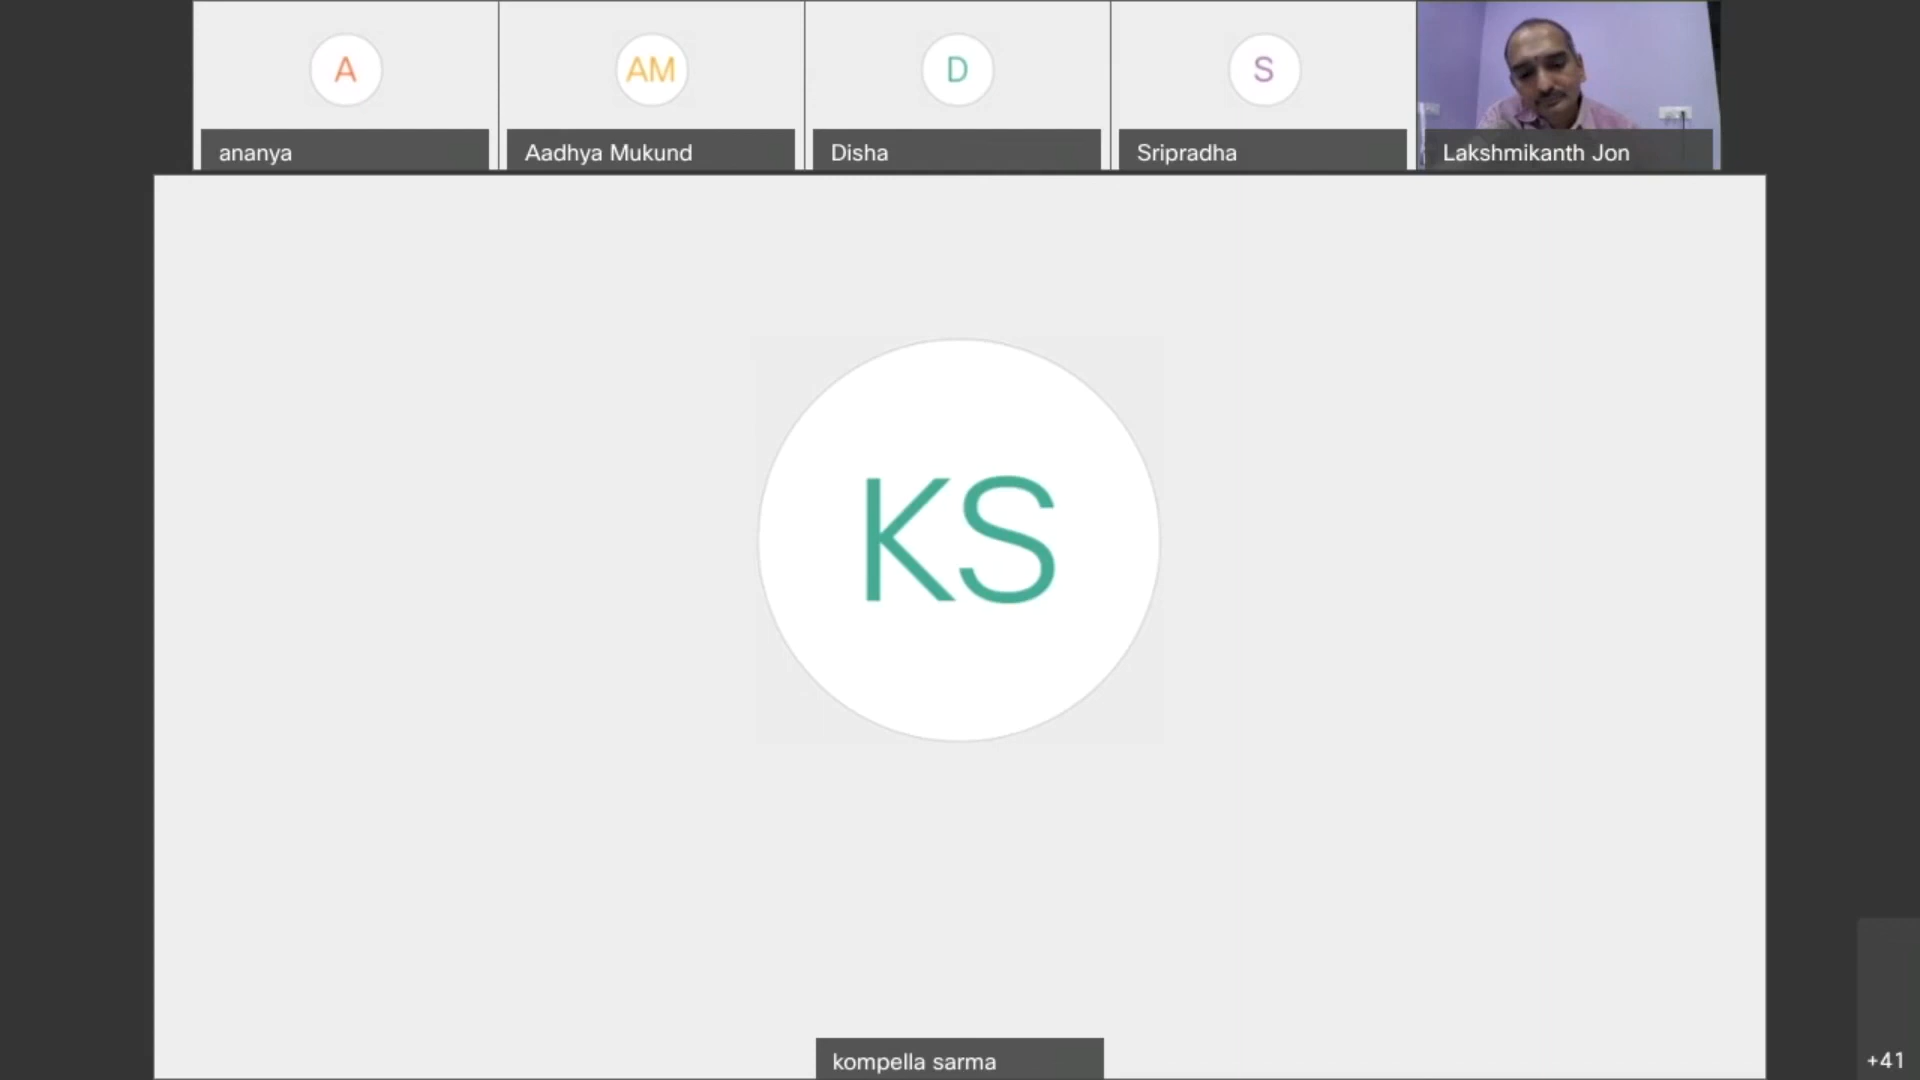 A
AM
D
S
ananya
Aadhya Mukund
Disha
Sripradha
Lakshmikanth Jon
KS
kompella sarma
+41